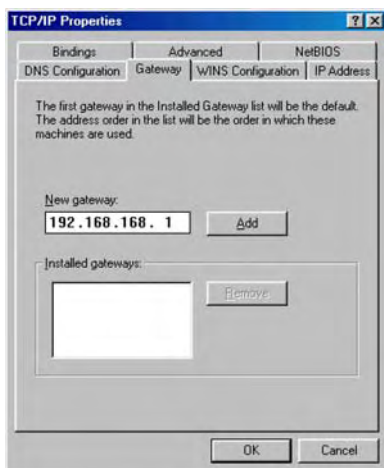 TCP/IP Properties
Bindings Advanced NetBIOS
DNS Configuration Gateway WINS Configuration IP Address
The first gateway in the Installed Gateway list will be the default.
The address order in the list will be the order in which these
machines are used.
New gateway:
192.168.168. 1 Add
Installed gateways:
Remove
OK Cancel